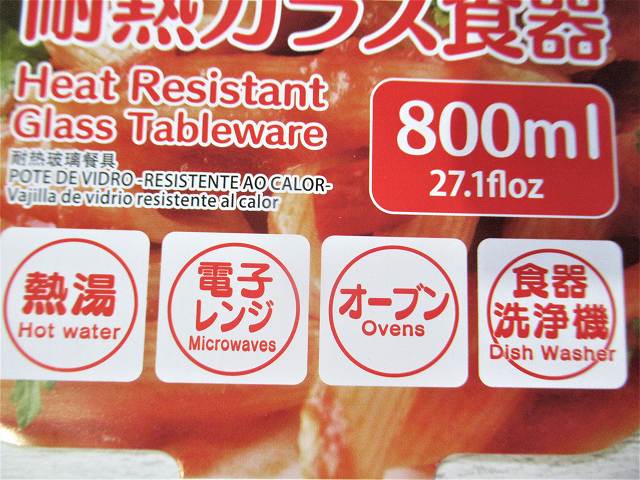 耐熱ガラス食器
Heat Resistant
Glass Tableware
800ml
27.1floz
耐熱玻璃餐具
POTE DE VIDRO-RESISTENTE AO CALOR-
Vajilla de vidrio resistente al calor
熱湯
Hot water
電子
レンジ
Microwaves
オーブン
Ovens
食器
洗浄機
Dish Washer